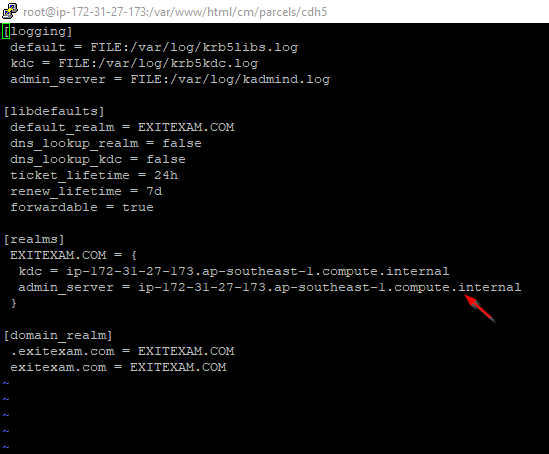 root@ip-172-31-27-173:/var/www/html/cm/parcels/cdh5
[logging]
 default = FILE:/var/log/krb5libs.log
 kdc = FILE:/var/log/krb5kdc.log
 admin_server = FILE:/var/log/kadmind.log

[libdefaults]
 default_realm = EXITEXAM.COM
 dns_lookup_realm = false
 dns_lookup_kdc = false
 ticket_lifetime = 24h
 renew_lifetime = 7d
 forwardable = true

[realms]
 EXITEXAM.COM = {
  kdc = ip-172-31-27-173.ap-southeast-1.compute.internal
  admin_server = ip-172-31-27-173.ap-southeast-1.compute.internal
 }

[domain_realm]
 .exitexam.com = EXITEXAM.COM
 exitexam.com = EXITEXAM.COM
~
~
~
~
~